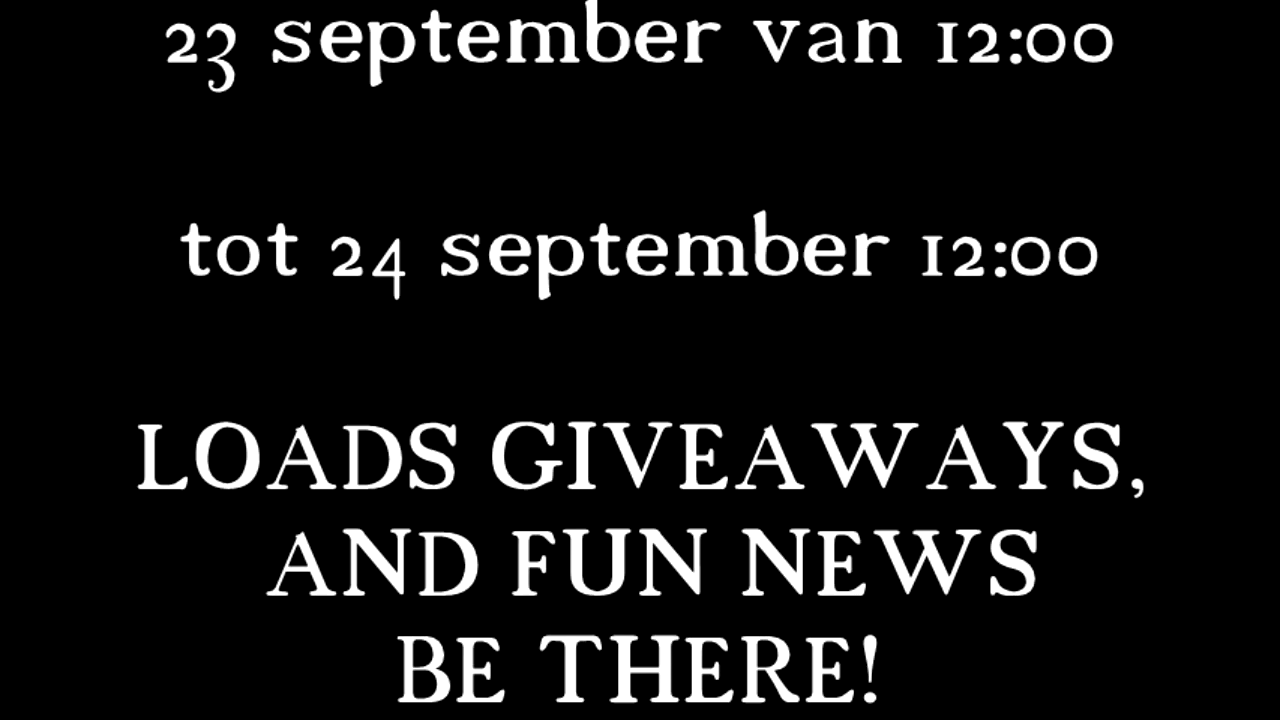 23 september van 12:00
tot 24 september 12:00
LOADS GIVEAWAYS,
AND FUN NEWS
BE THERE!